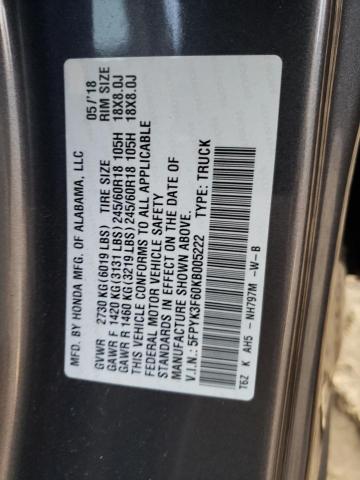 MFD. BY HONDA MFG. OF ALABAMA, LLC 05/'18
GVWR 2730 KG(6019 LBS) TIRE SIZE RIM SIZE
GAWR F 1420 KG(3131 LBS) 245/60R18 105H 18X8.0J
GAWR R 1460 KG(3219 LBS) 245/60R18 105H 18X8.0J
THIS VEHICLE CONFORMS TO ALL APPLICABLE
FEDERAL MOTOR VEHICLE SAFETY
STANDARDS IN EFFECT ON THE DATE OF
MANUFACTURE SHOWN ABOVE.
V.I.N.: 5FPYK3F60KB005222 TYPE: TRUCK
T6Z K AH5 - NH797M -W-B